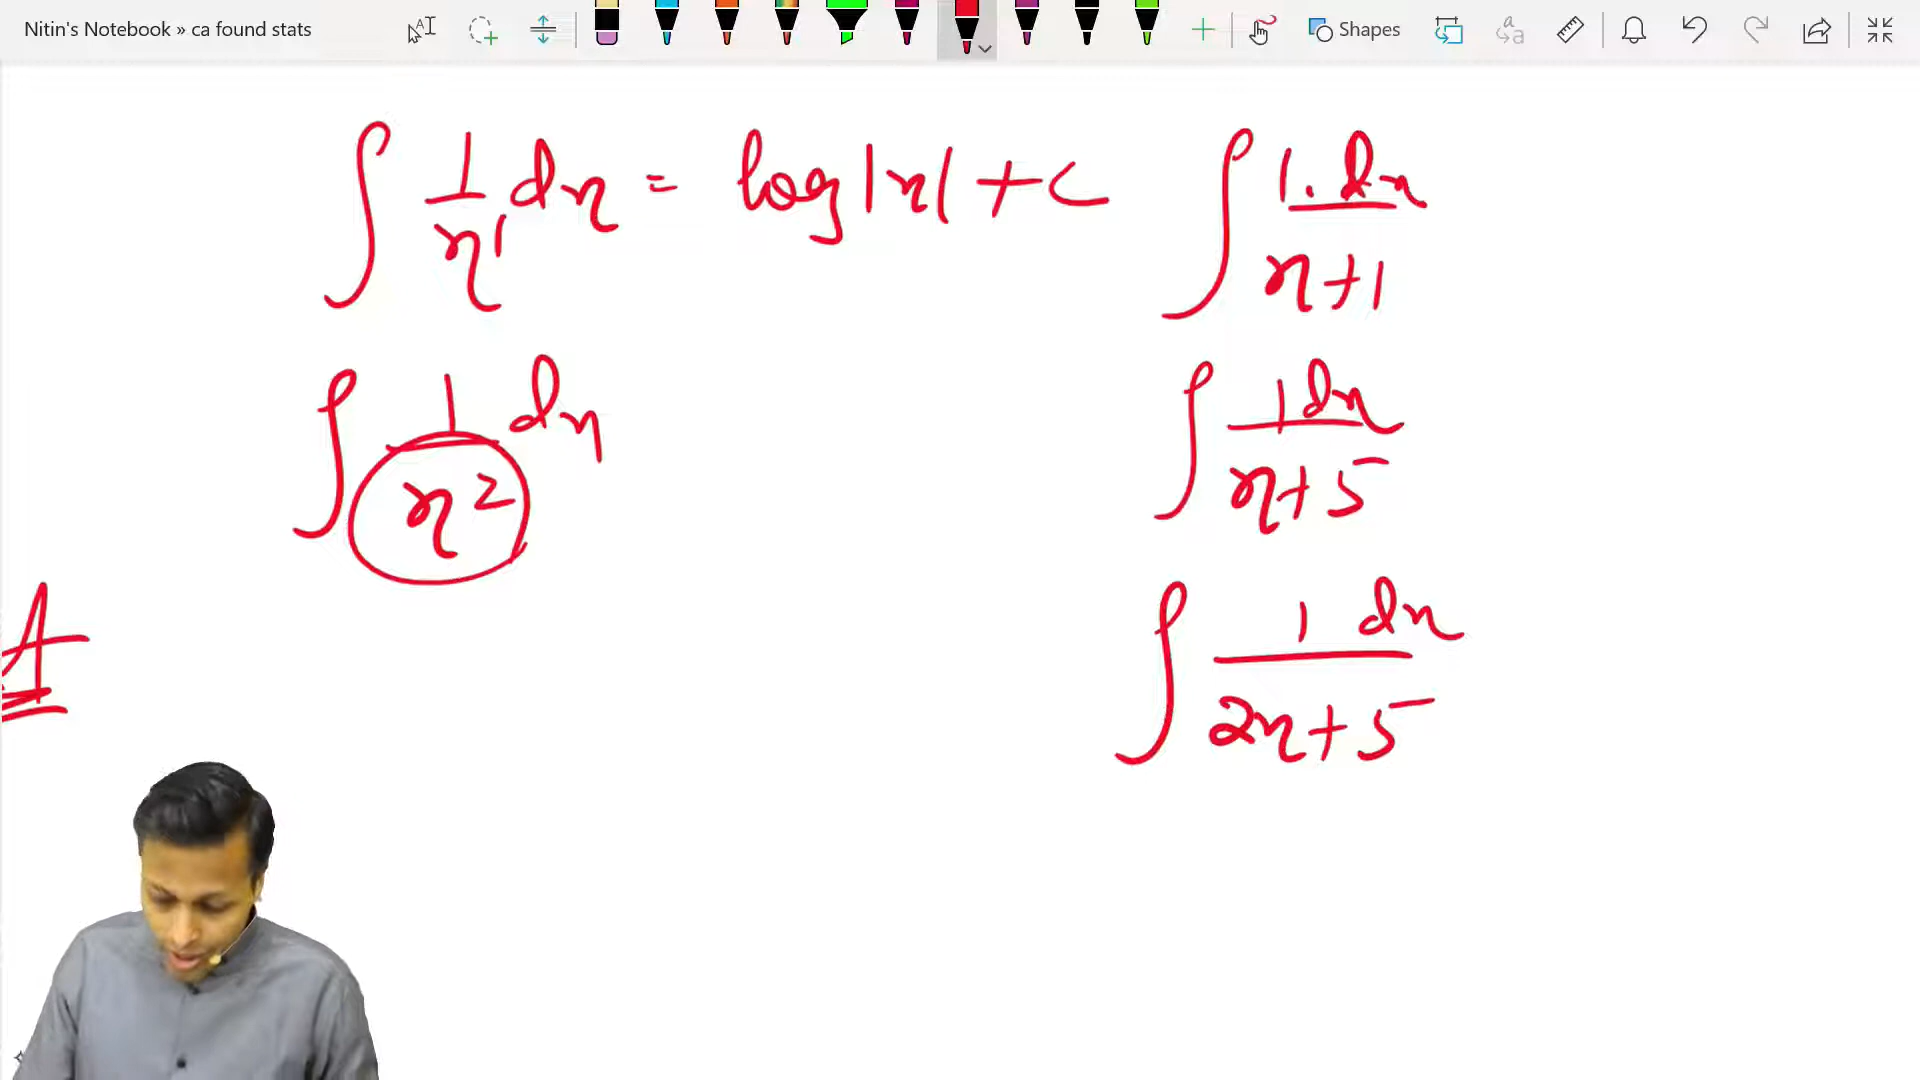 Nitin's Notebook » ca found stats
Shapes
∫ 1/x¹ dx = log|x| + c
∫ 1/x² dx
∫ 1.dx/x+1
∫ 1dx/x+5
∫ 1 dx/2x+5
A